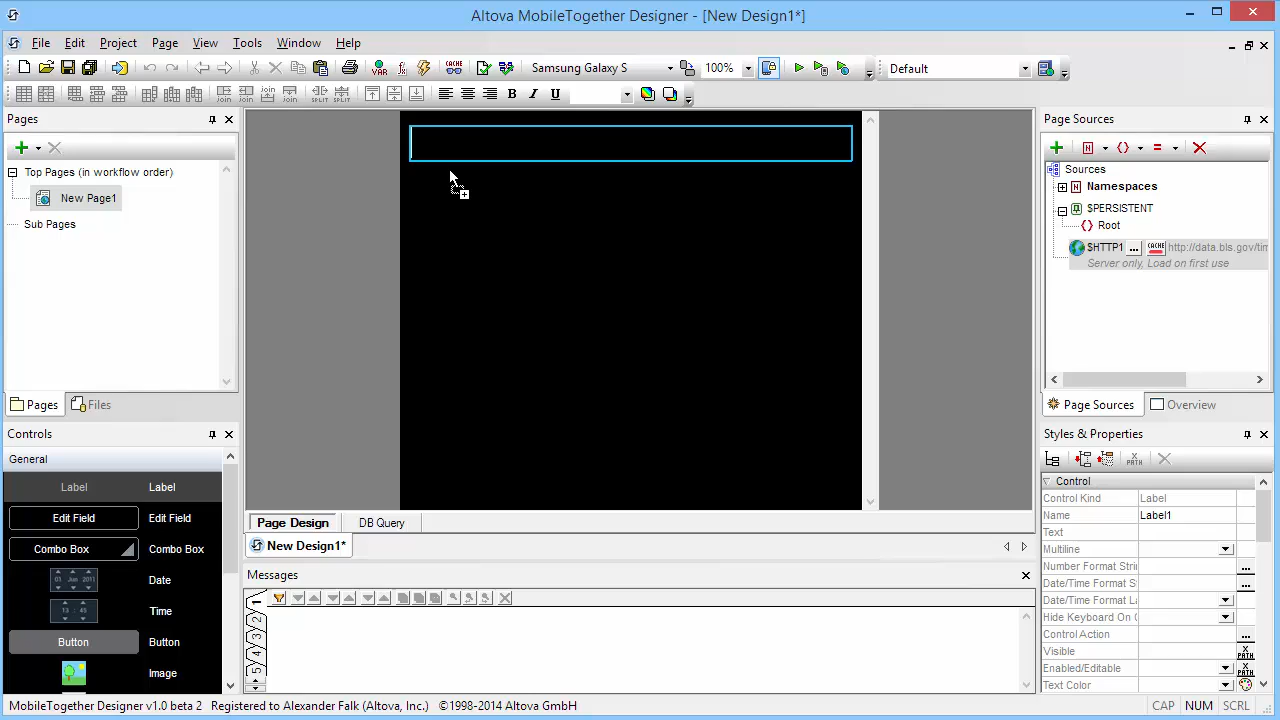 Altova MobileTogether Designer - [New Design1*]
File Edit Project Page View Tools Window Help
Samsung Galaxy S 100% Default
Pages
Top Pages (in workflow order)
New Page1
Sub Pages
Pages Files
Controls
General
Label Label
Edit Field Edit Field
Combo Box Combo Box
Date
Time
Button Button
Image
Page Design DB Query
New Design1*
Messages
Page Sources
Sources
Namespaces
$PERSISTENT
Root
$HTTP1 ... CACHE http://data.bls.gov/tim
Server only, Load on first use
Page Sources Overview
Styles & Properties
Control
Control Kind Label
Name Label1
Text
Multiline
Number Format Strin
Date/Time Format S
Date/Time Format La
Hide Keyboard On C
Control Action
Visible
Enabled/Editable
Text Color
MobileTogether Designer v1.0 beta 2 Registered to Alexander Falk (Altova, Inc.) ©1998-2014 Altova GmbH
CAP NUM SCRL